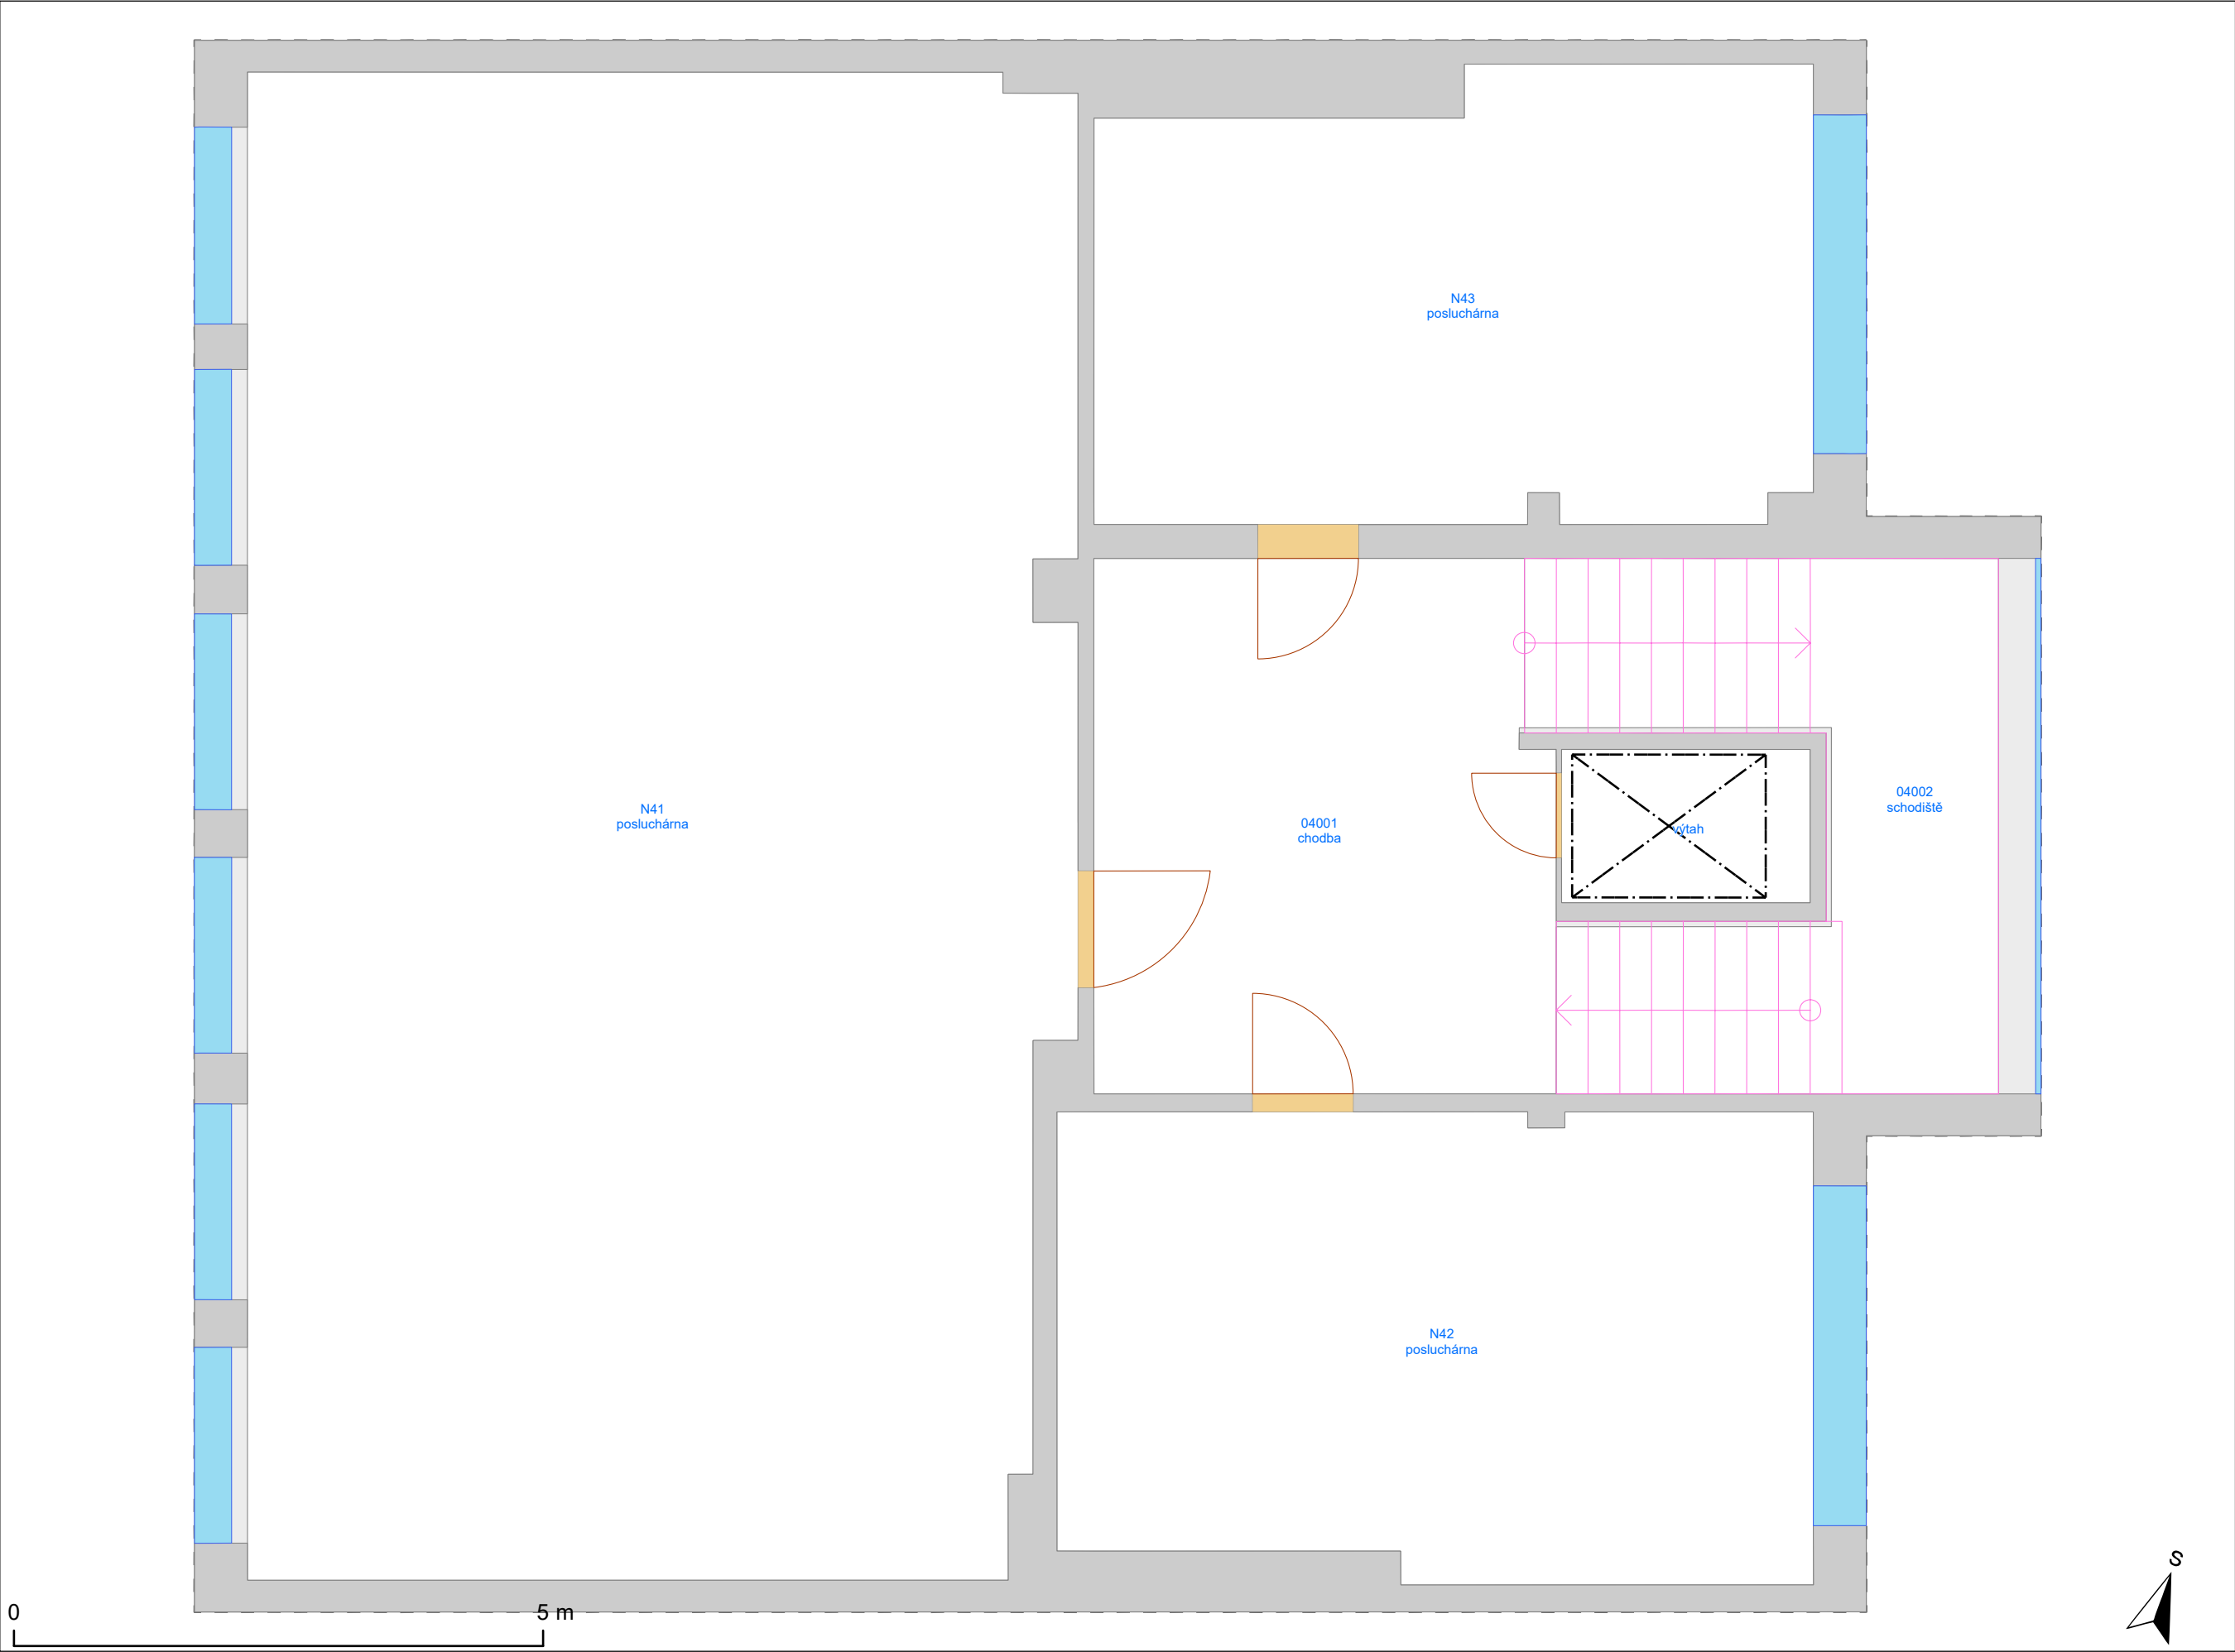 N43
posluchárna
N41
posluchárna
04001
chodba
výtah
04002
schodiště
N42
posluchárna
S
0
5 m